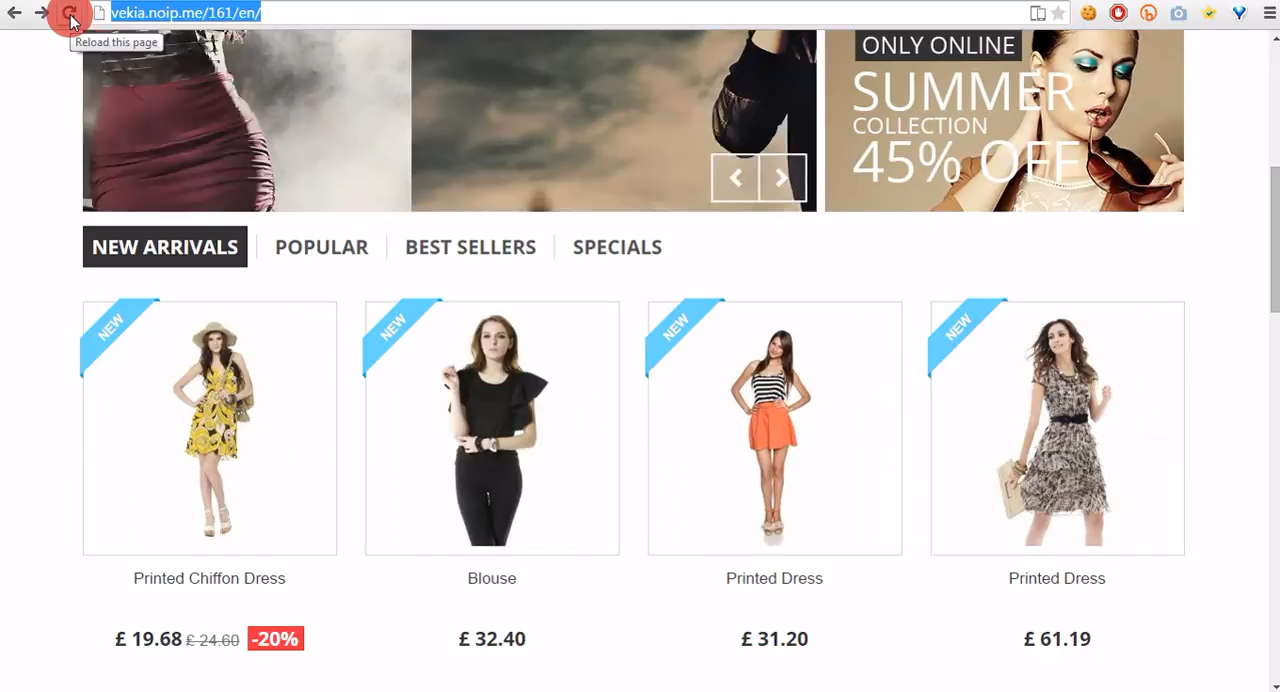 vekia.noip.me/161/en/
Reload this page
ONLY ONLINE
SUMMER
COLLECTION
45% OFF
NEW ARRIVALS POPULAR BEST SELLERS SPECIALS
NEW NEW NEW NEW
Printed Chiffon Dress Blouse Printed Dress Printed Dress
£ 19.68 £ 24.60 -20% £ 32.40 £ 31.20 £ 61.19